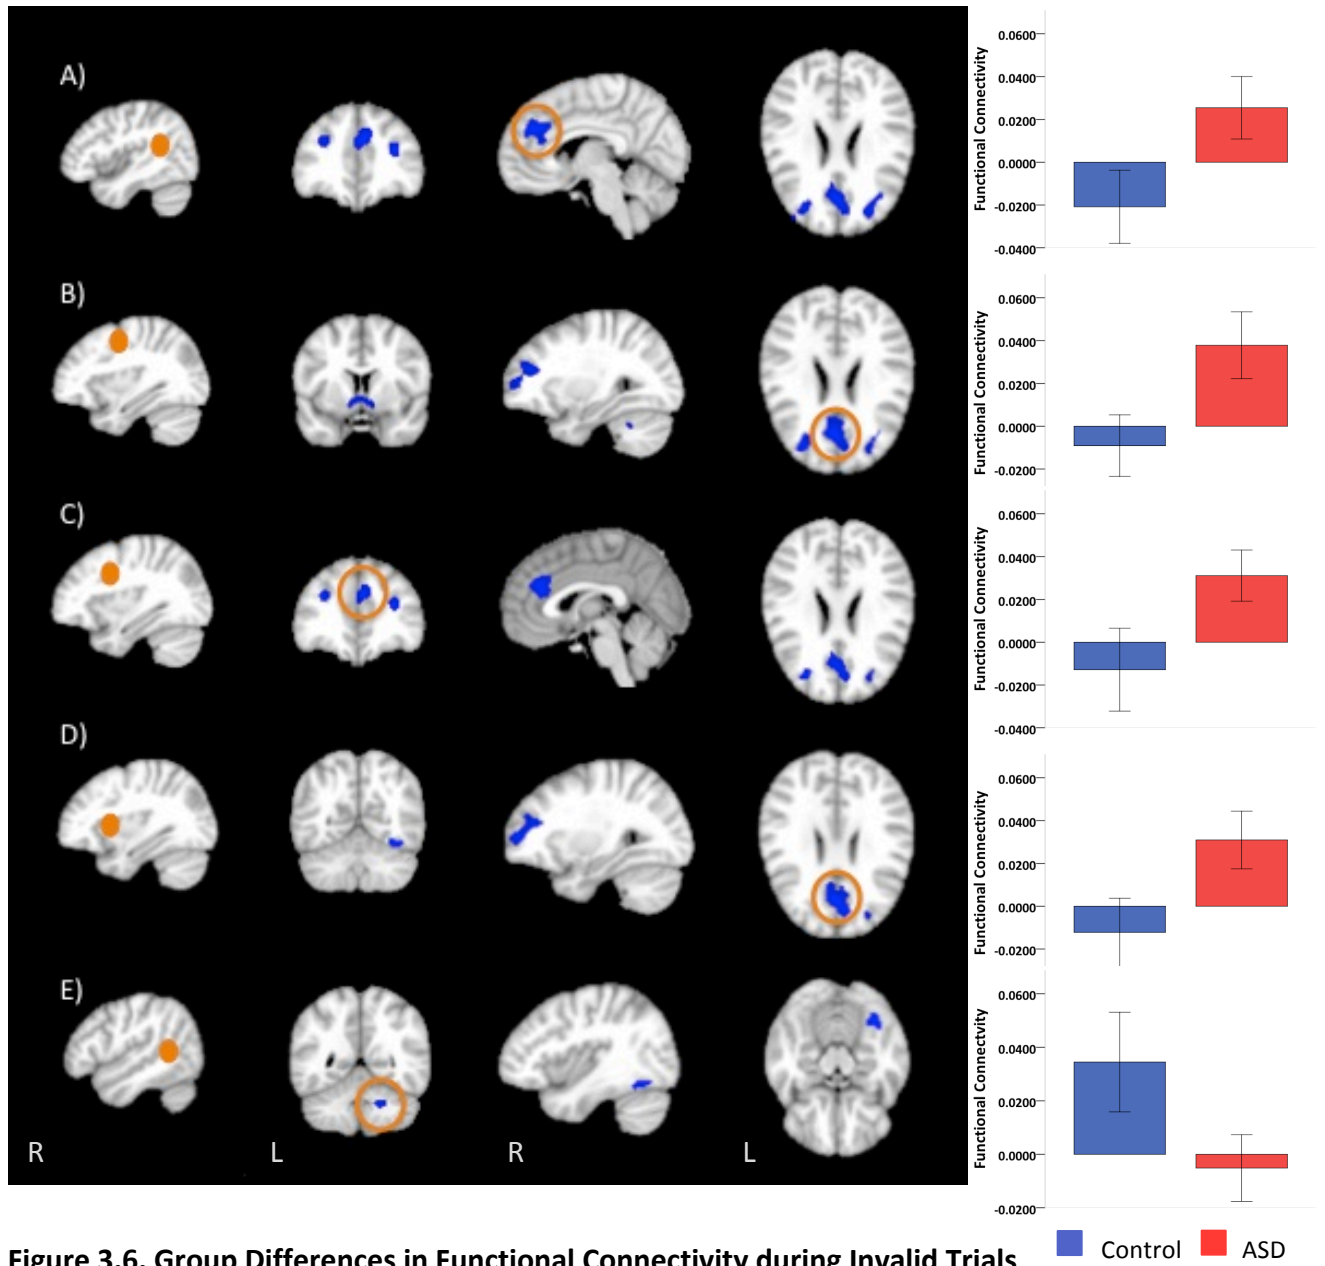 A)
B)
C)
D)
E)
R
L
R
L
Functional Connectivity
0.0600
0.0400
0.0200
0.0000
-0.0200
-0.0400
Functional Connectivity
0.0600
0.0400
0.0200
0.0000
-0.0200
Functional Connectivity
0.0600
0.0400
0.0200
0.0000
-0.0200
-0.0400
Functional Connectivity
0.0600
0.0400
0.0200
0.0000
-0.0200
Functional Connectvity
0.0600
0.0400
0.0200
0.0000
-0.0200
Control
ASD
Figure 3.6. Group Differences in Functional Connectivity during Invalid Trials